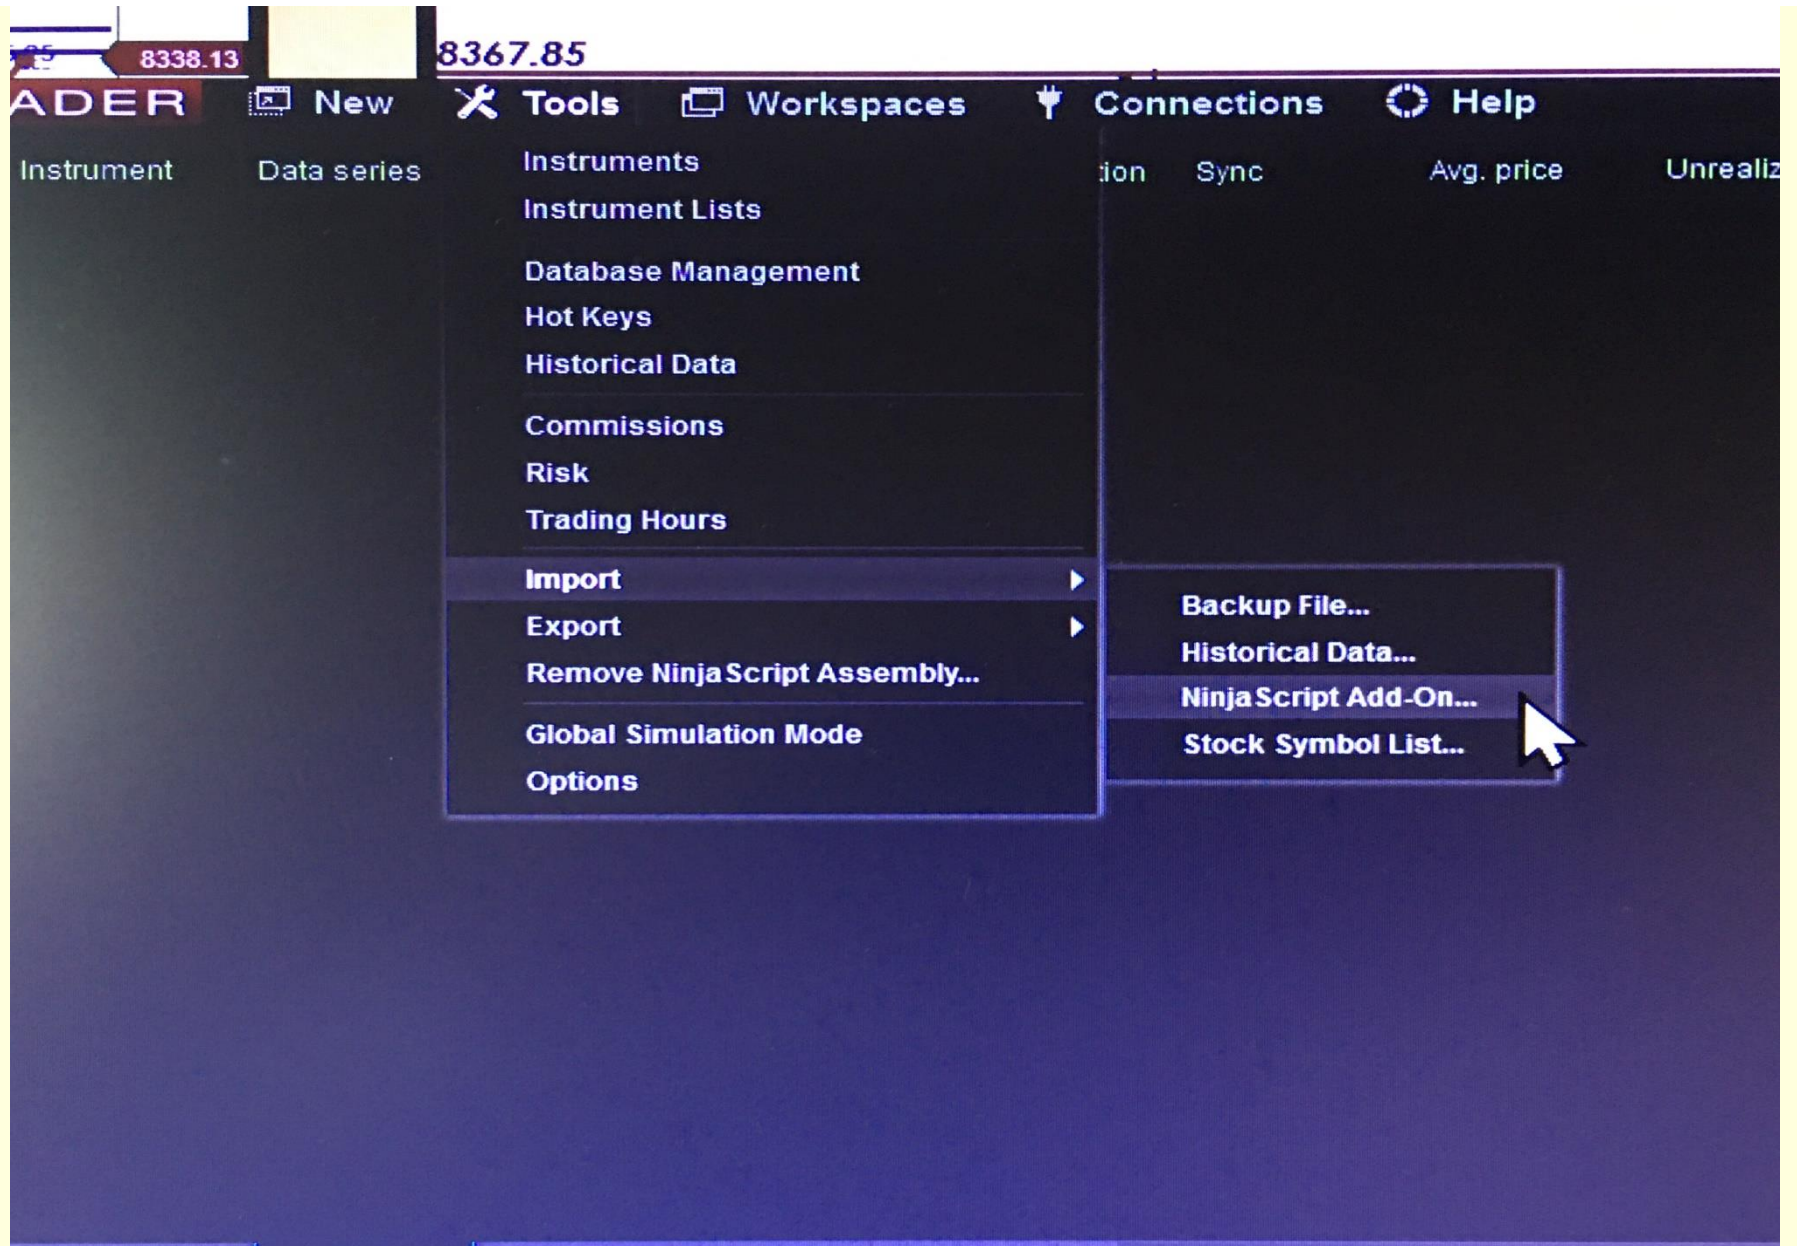 8338.13
8367.85
ADER New Tools Workspaces Connections Help
Instrument Data series tion Sync Avg. price Unrealiz
Instruments
Instrument Lists
Database Management
Hot Keys
Historical Data
Commissions
Risk
Trading Hours
Import
Export
Remove NinjaScript Assembly...
Global Simulation Mode
Options
Backup File...
Historical Data...
NinjaScript Add-On...
Stock Symbol List...